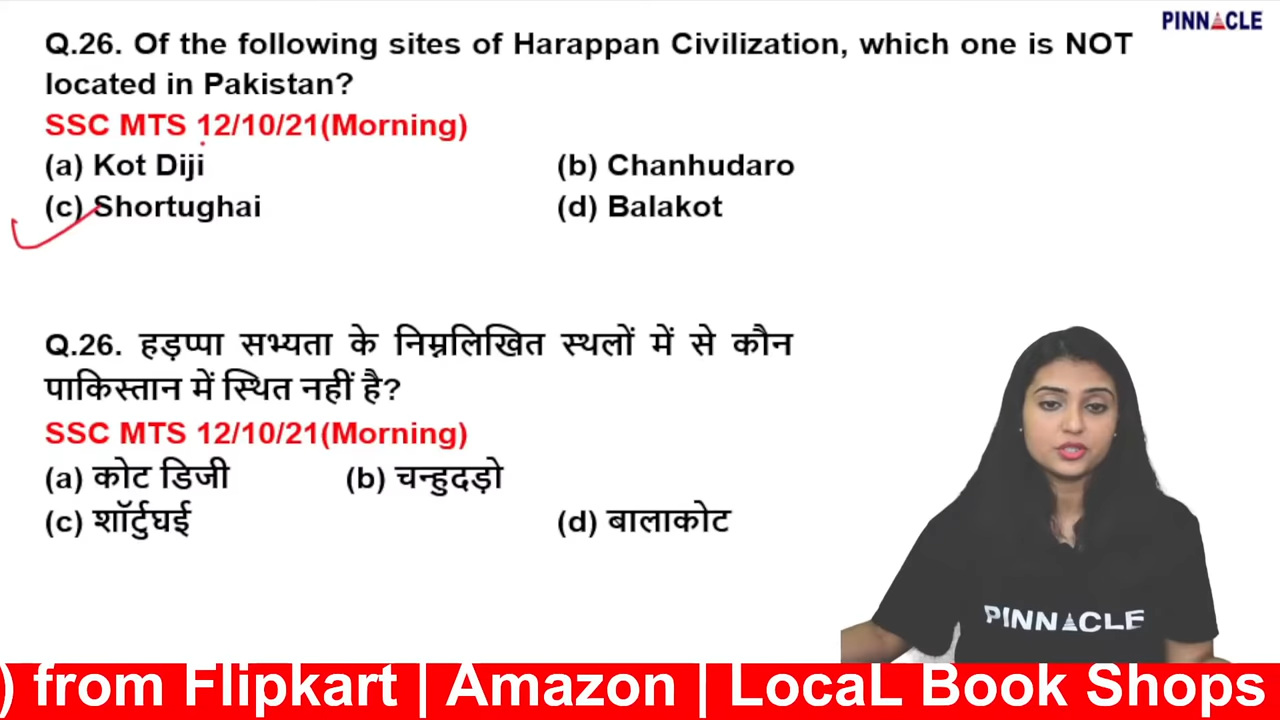 PINNACLE
Q.26. Of the following sites of Harappan Civilization, which one is NOT
located in Pakistan?
SSC MTS 12/10/21(Morning)
(a) Kot Diji (b) Chanhudaro
(c) Shortughai (d) Balakot
Q.26. हड़प्पा सभ्यता के निम्नलिखित स्थलों में से कौन
पाकिस्तान में स्थित नहीं है?
SSC MTS 12/10/21(Morning)
(a) कोट डिजी (b) चन्हुदड़ो
(c) शॉर्टुघई (d) बालाकोट
PINNACLE
) from Flipkart | Amazon | LocaL Book Shops